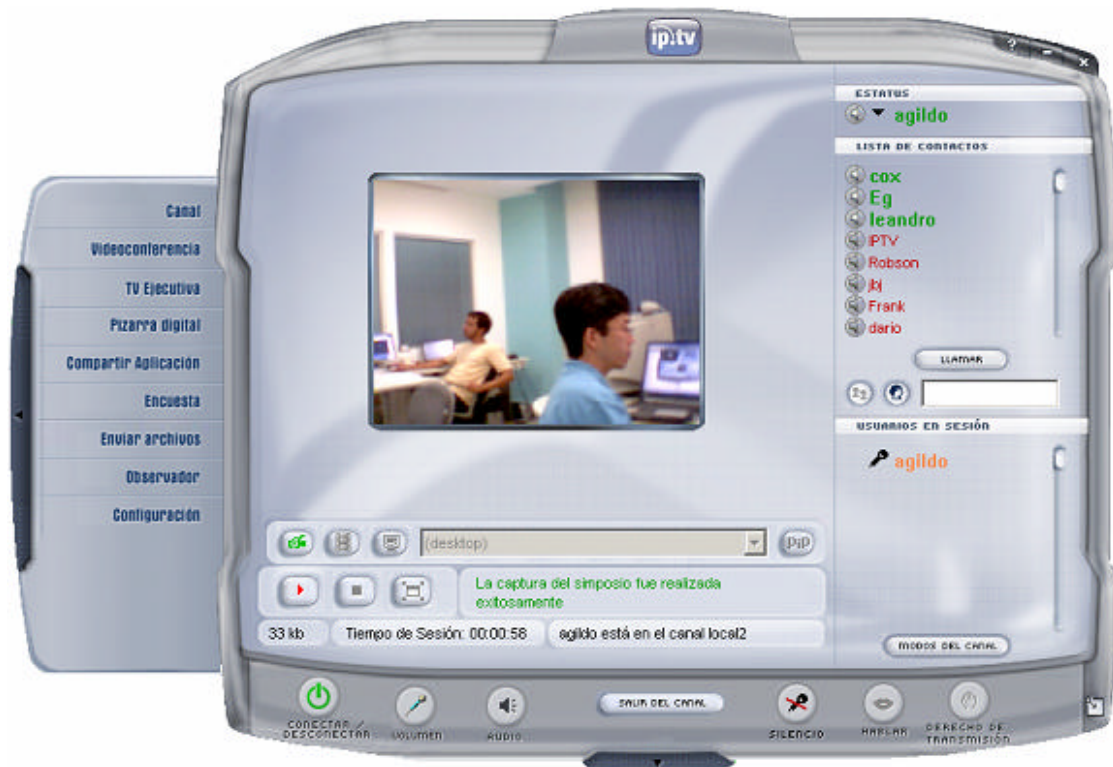 ip.tv
? - x
ESTATUS
agildo
LISTA DE CONTACTOS
cox
Eg
leandro
IPTV
Robson
jbj
Frank
dario
LLAMAR
USUARIOS EN SESIÓN
agildo
MODOS DEL CANAL
Canal
Videoconferencia
TV Ejecutiva
Pizarra digital
Compartir Aplicación
Encuesta
Enviar archivos
Observador
Configuración
(desktop)
PiP
La captura del simposio fue realizada
exitosamente
33 kb
Tiempo de Sesión: 00:00:58
agildo está en el canal local2
CONECTAR /
DESCONECTAR
VOLUMEN
AUDIO
SALIR DEL CANAL
SILENCIO
HABLAR
DERECHO DE
TRANSMISIÓN